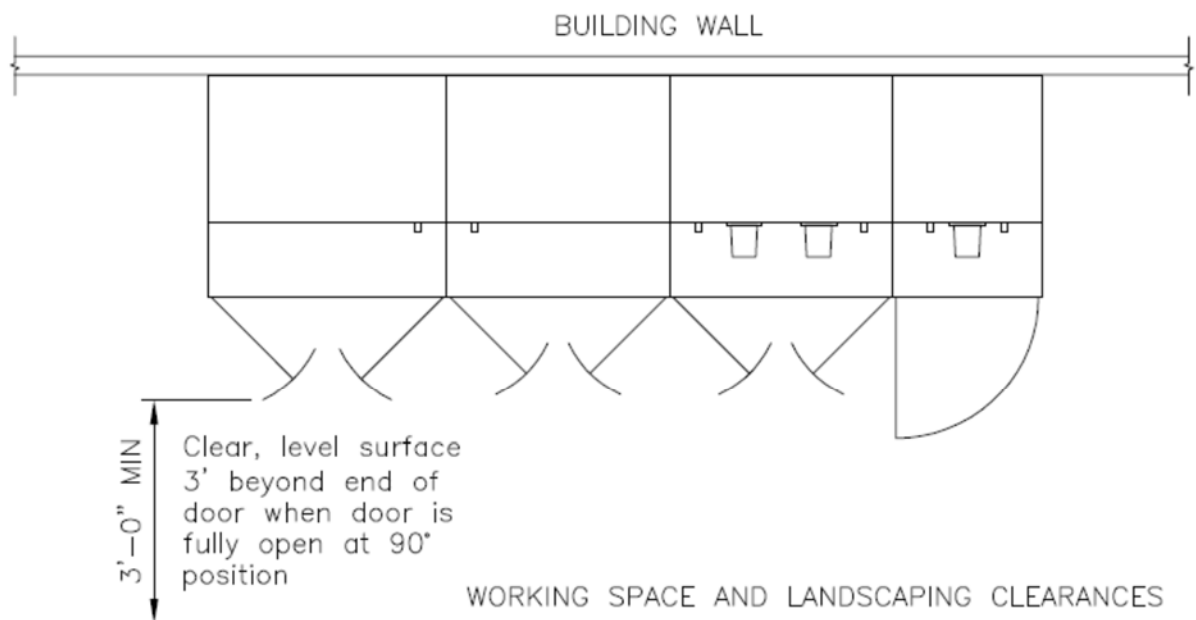 BUILDING WALL
3'-0" MIN
Clear, level surface
3' beyond end of
door when door is
fully open at 90°
position
WORKING SPACE AND LANDSCAPING CLEARANCES